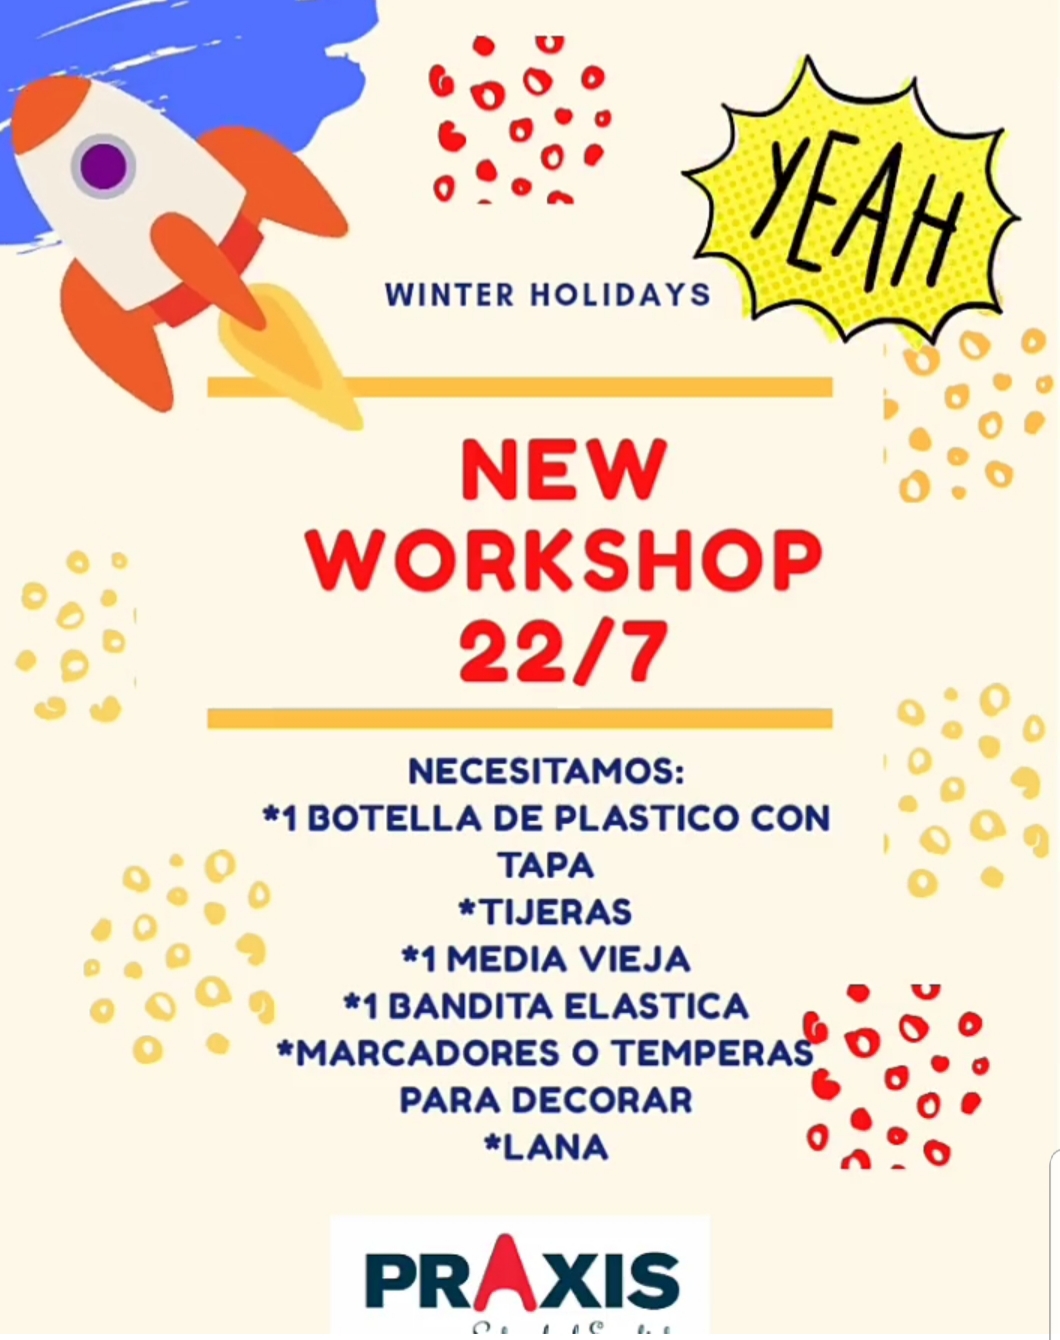 YEAH
WINTER HOLIDAYS
NEW
WORKSHOP
22/7
NECESITAMOS:
*1 BOTELLA DE PLASTICO CON
TAPA
*TIJERAS
*1 MEDIA VIEJA
*1 BANDITA ELASTICA
*MARCADORES O TEMPERAS
PARA DECORAR
*LANA
PRAXIS